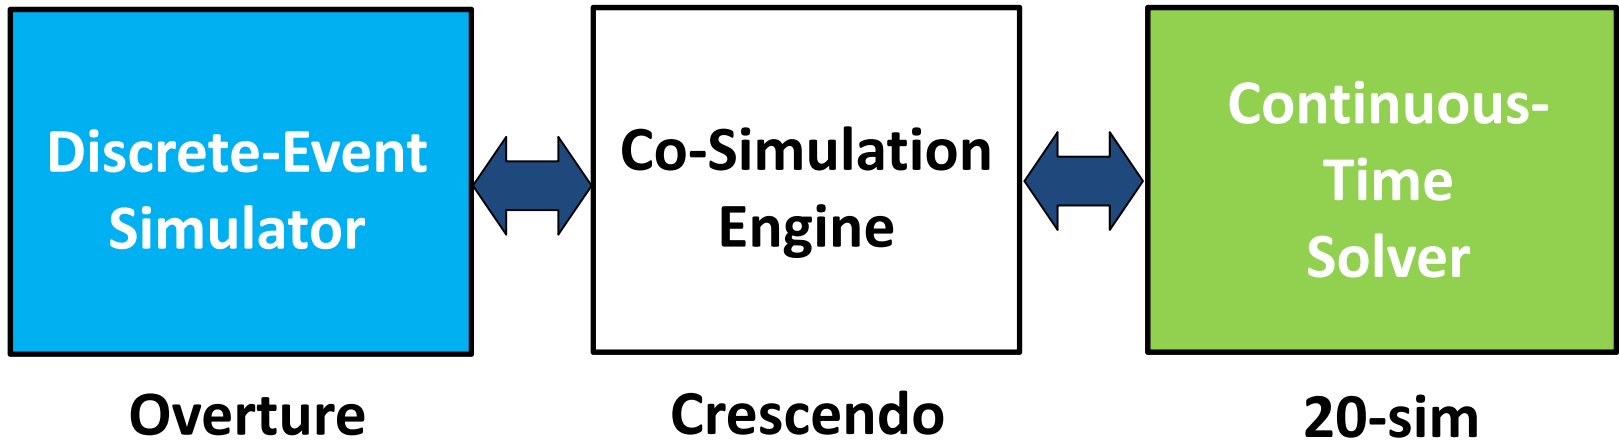 Discrete-Event
Simulator
Co-Simulation
Engine
Continuous-
Time
Solver
Overture
Crescendo
20-sim